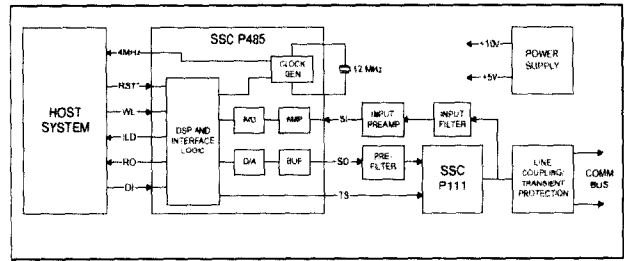 SSC P485
4MHz
RST*
WL
ILD
RO
DI
HOST
SYSTEM
DSP AND
INTERFACE
LOGIC
CLOCK
GEN
12 MHz
A/D
AMP
D/A
BUF
SI
SO
TS
INPUT
PREAMP
INPUT
FILTER
PRE-
FILTER
SSC
P111
+10V
+5V
POWER
SUPPLY
LINE
COUPLING/
TRANSIENT
PROTECTION
COMM
BUS